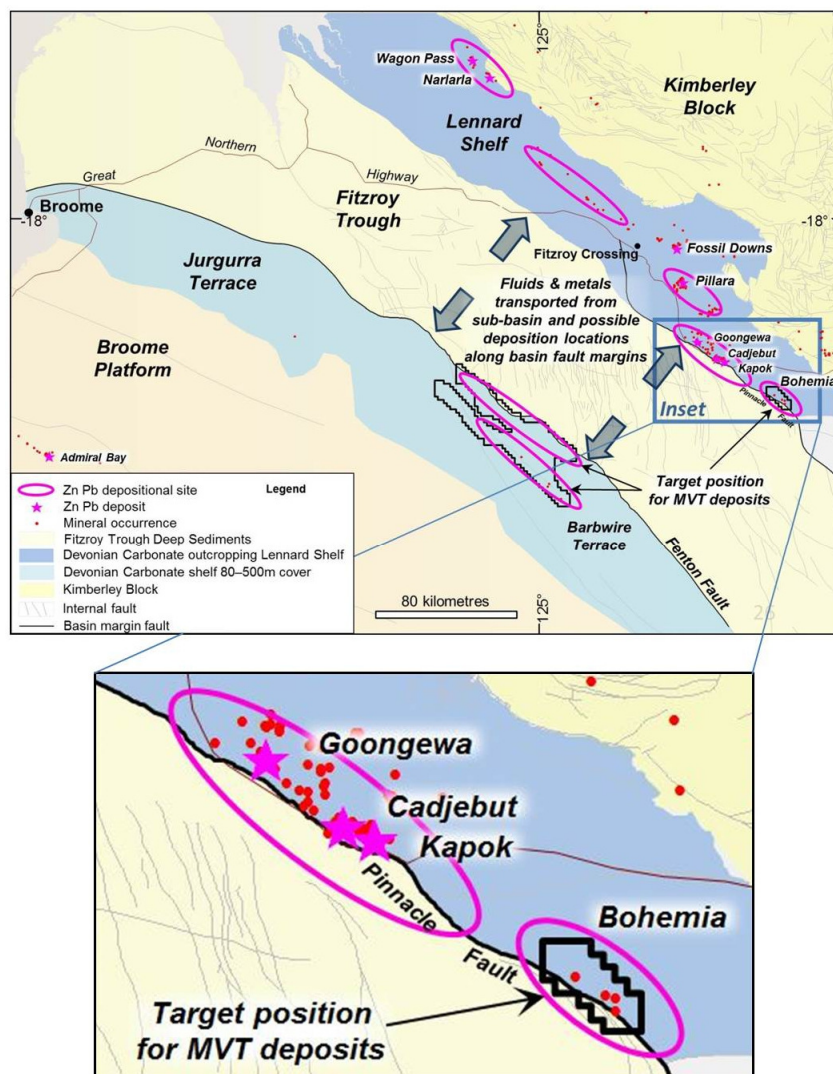 125°
Wagon Pass
Narlarla
Kimberley
Block
Lennard
Shelf
Northern
Great
Highway
Broome
-18°
-18°
Fitzroy
Trough
Fitzroy Crossing
Fossil Downs
Jurgurra
Terrace
Pillara
Fluids & metals
transported from
sub-basin and possible
deposition locations
along basin fault margins
Goongewa
Cadjebut
Kapok
Bohemia
Pinnacle
Fault
Inset
Broome
Platform
Admiral Bay
Target position
for MVT deposits
Barbwire
Terrace
Fenton Fault
Zn Pb depositional site
Legend
Zn Pb deposit
Mineral occurrence
Fitzroy Trough Deep Sediments
Devonian Carbonate outcropping Lennard Shelf
Devonian Carbonate shelf 80–500m cover
Kimberley Block
Internal fault
Basin margin fault
80 kilometres
125°
Goongewa
Cadjebut
Kapok
Pinnacle
Fault
Bohemia
Target position
for MVT deposits